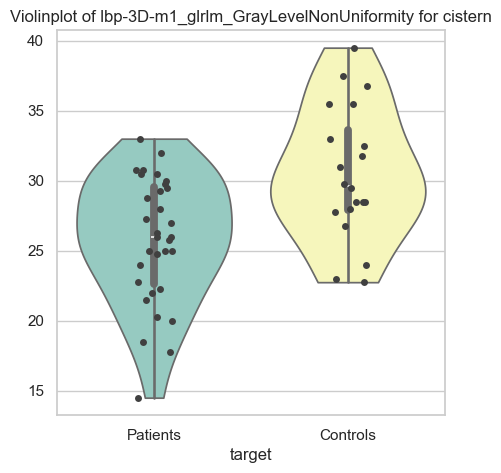 Violinplot of lbp-3D-m1_glrlm_GrayLevelNonUniformity for cistern
40
35
30
25
20
15
Patients
Controls
target